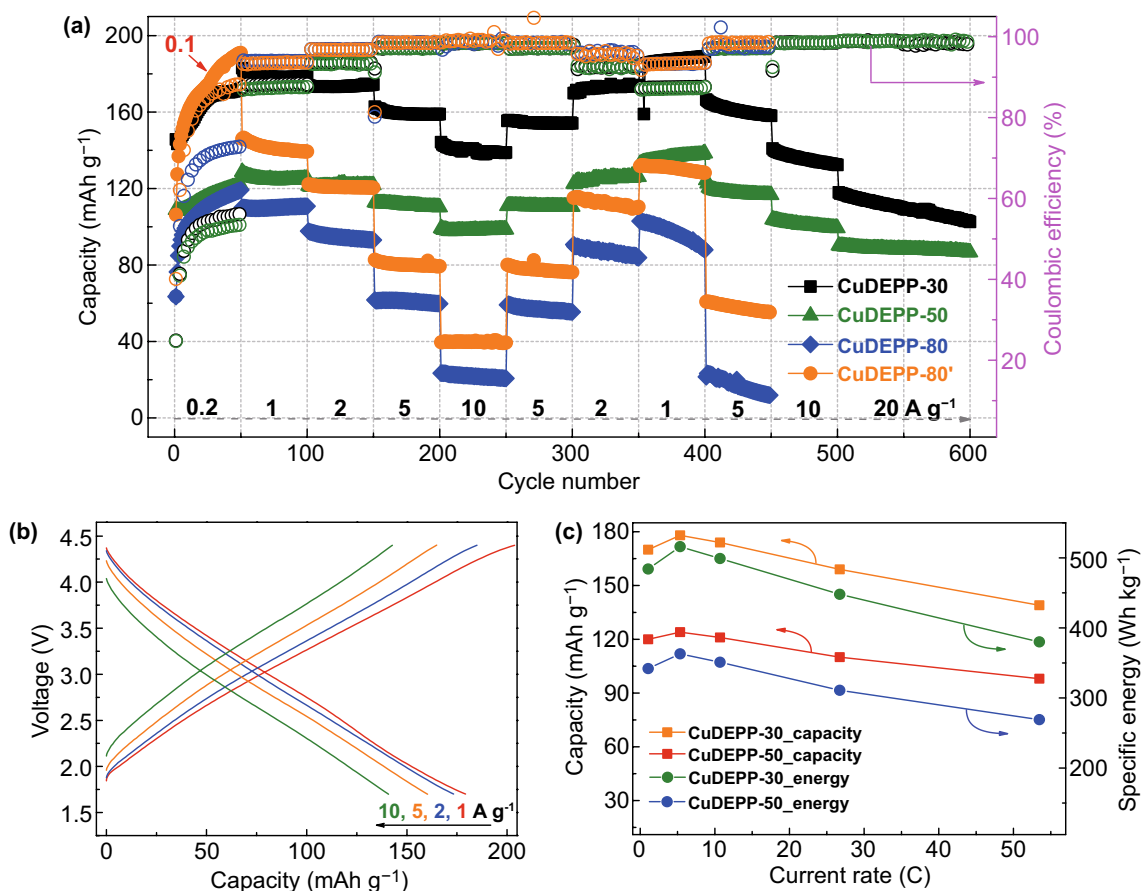 (a)
0.1
200
160
120
80
40
0
Capacity (mAh g−1)
100
80
60
40
20
Coulombic efficiency (%)
CuDEPP-30
CuDEPP-50
CuDEPP-80
CuDEPP-80'
0.2 1 2 5 10 5 2 1 5 10 20 A g−1
0 100 200 300 400 500 600
Cycle number
(b)
4.5
4.0
3.5
3.0
2.5
2.0
1.5
Voltage (V)
10, 5, 2, 1 A g-1
0 50 100 150 200
Capacity (mAh g−1)
(c)
180
150
120
90
60
30
Capacity (mAh g−1)
500
400
300
200
Specific energy (Wh kg−1)
CuDEPP-30_capacity
CuDEPP-50_capacity
CuDEPP-30_energy
CuDEPP-50_energy
0 10 20 30 40 50
Current rate (C)